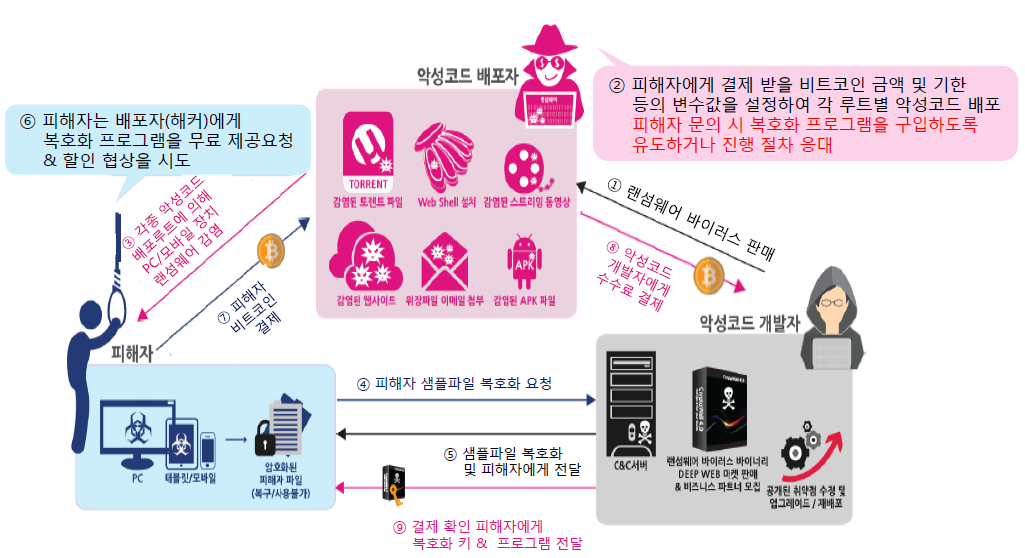 악성코드 배포자
랜섬웨어
② 피해자에게 결제 받을 비트코인 금액 및 기한
등의 변수값을 설정하여 각 루트별 악성코드 배포
피해자 문의 시 복호화 프로그램을 구입하도록
유도하거나 진행 절차 응대
⑥ 피해자는 배포자(해커)에게
복호화 프로그램을 무료 제공요청
& 할인 협상을 시도
TORRENT
감염된 토렌트 파일
Web Shell 설치
감염된 스트리밍 동영상
APK
감염된 웹사이트
위장파일 이메일 첨부
감염된 APK 파일
① 랜섬웨어 바이러스 판매
③ 각종 악성코드
배포루트에 의해
PC/모바일 장치
랜섬웨어 감염
⑦ 피해자
비트코인
결제
⑧ 악성코드
개발자에게
수수료 결제
악성코드 개발자
피해자
④ 피해자 샘플파일 복호화 요청
⑤ 샘플파일 복호화
및 피해자에게 전달
⑨ 결제 확인 피해자에게
복호화 키 & 프로그램 전달
PC
태블릿/모바일
암호화된
피해자 파일
(복구/사용불가)
C&C서버
CryptoWall 4.0
랜섬웨어 바이러스 바이너리
DEEP WEB 마켓 판매
& 비즈니스 파트너 모집
공개된 취약점 수정 및
업그레이드 / 재배포